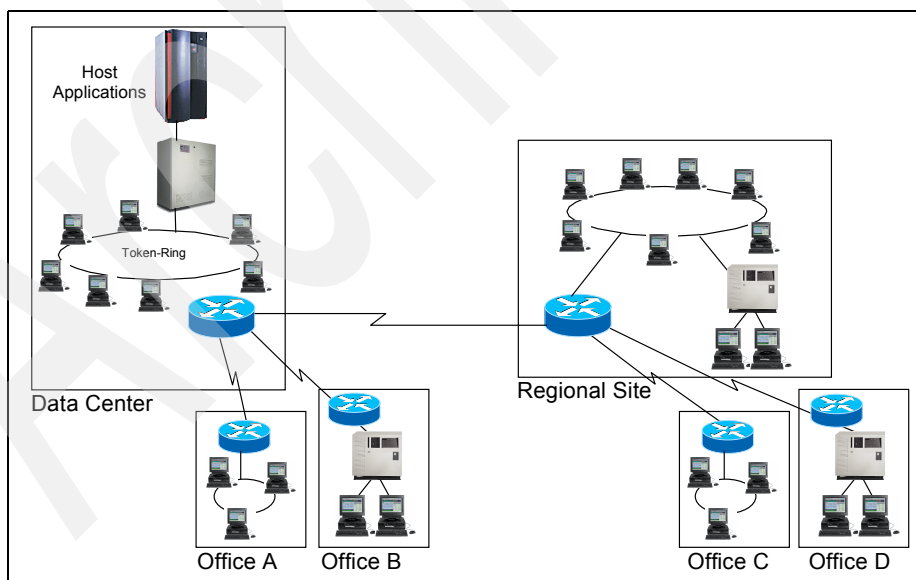 Host
Applications
Token-Ring
Data Center
Regional Site
Office A
Office B
Office C
Office D